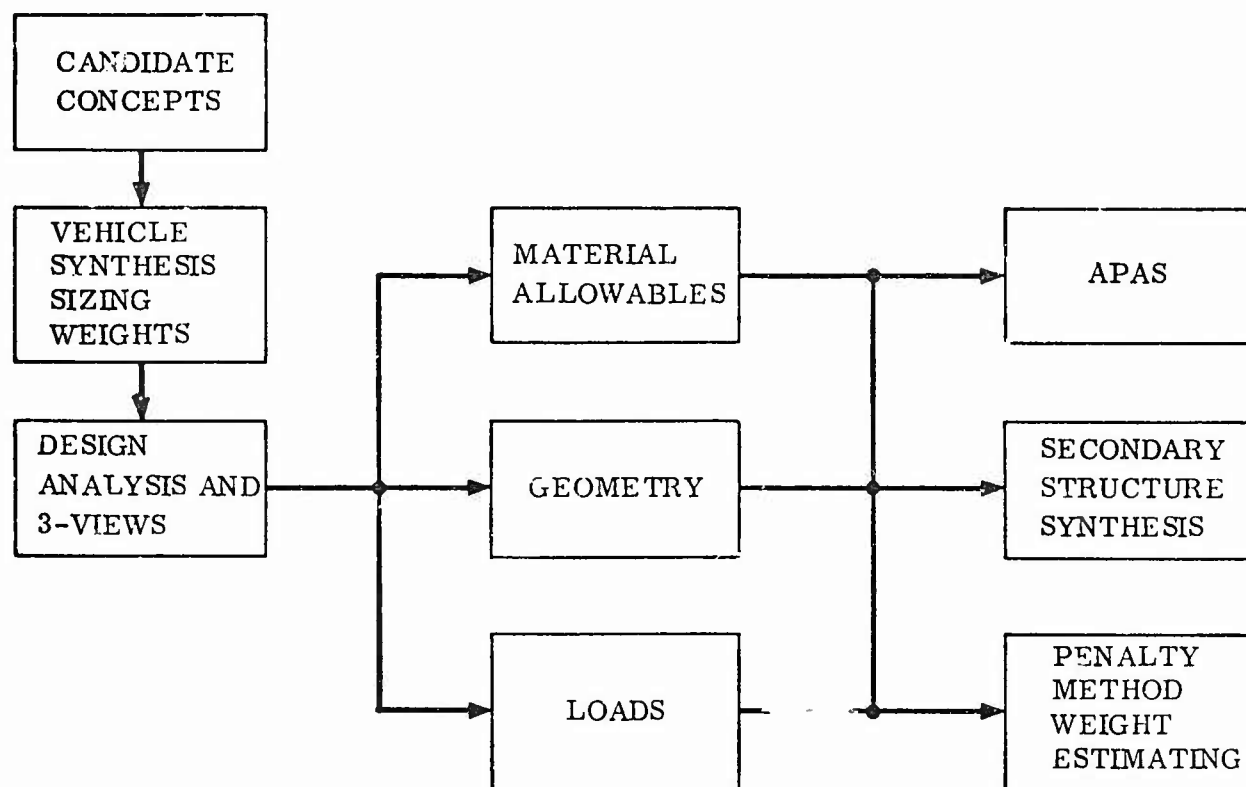 CANDIDATE
CONCEPTS
VEHICLE
SYNTHESIS
SIZING
WEIGHTS
DESIGN
ANALYSIS AND
3-VIEWS
MATERIAL
ALLOWABLES
GEOMETRY
LOADS
APAS
SECONDARY
STRUCTURE
SYNTHESIS
PENALTY
METHOD
WEIGHT
ESTIMATING